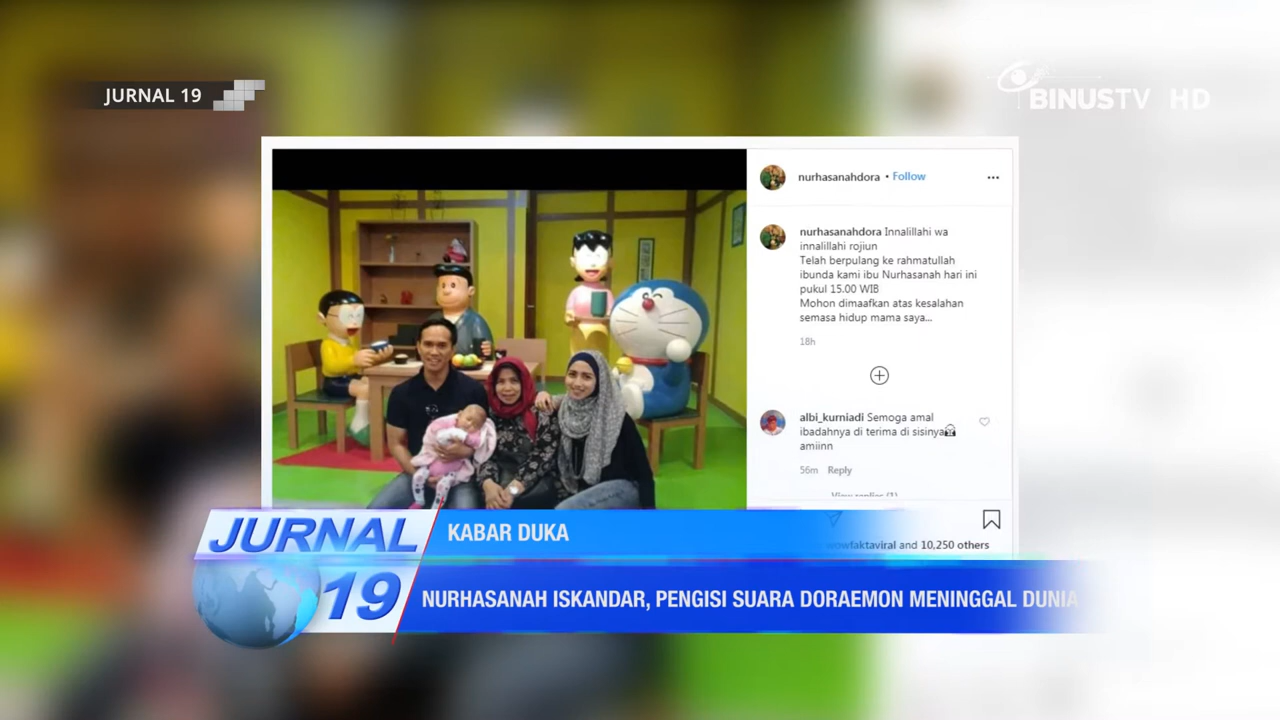 JURNAL 19
BINUSTV HD
nurhasanahdora • Follow
nurhasanahdora Innalillahi wa
innalillahi rojiun
Telah berpulang ke rahmatullah
ibunda kami ibu Nurhasanah hari ini
pukul 15.00 WIB
Mohon dimaafkan atas kesalahan
semasa hidup mama saya...
18h
albi_kurniadi Semoga amal
ibadahnya di terima di sisinya
amiinn
56m Reply
View replies (1)
wowfaktaviral and 10,250 others
JURNAL
19
KABAR DUKA
NURHASANAH ISKANDAR, PENGISI SUARA DORAEMON MENINGGAL DUNIA